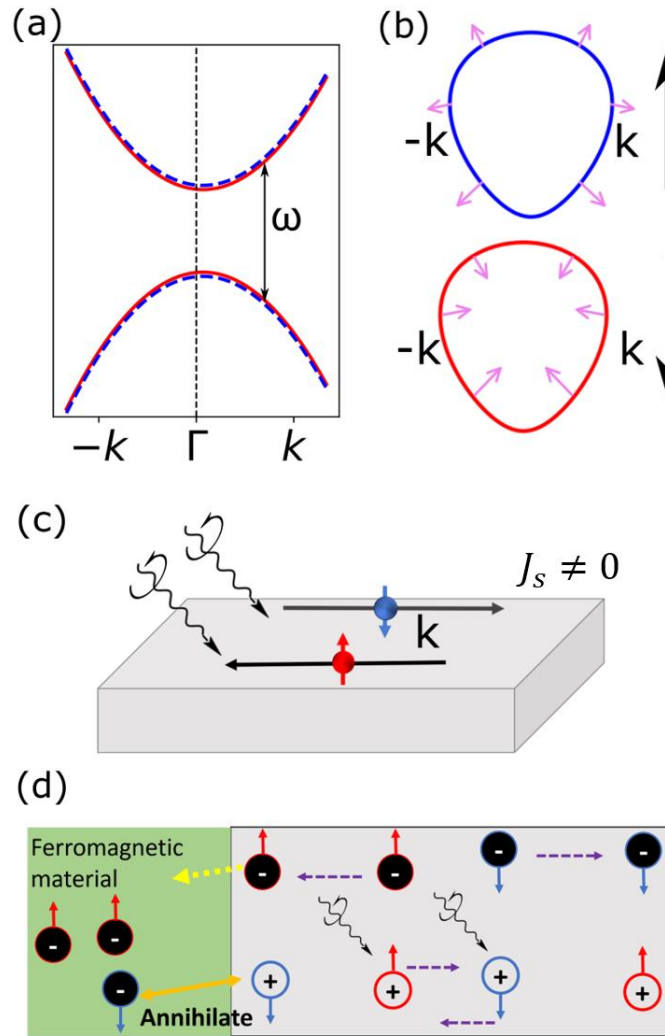 (a)
ω
−k Γ k
(b)
-k k
-k k
(c)
J_s ≠ 0
k
(d)
Ferromagnetic
material
- - - -
- -
-
+ + + +
Annihilate